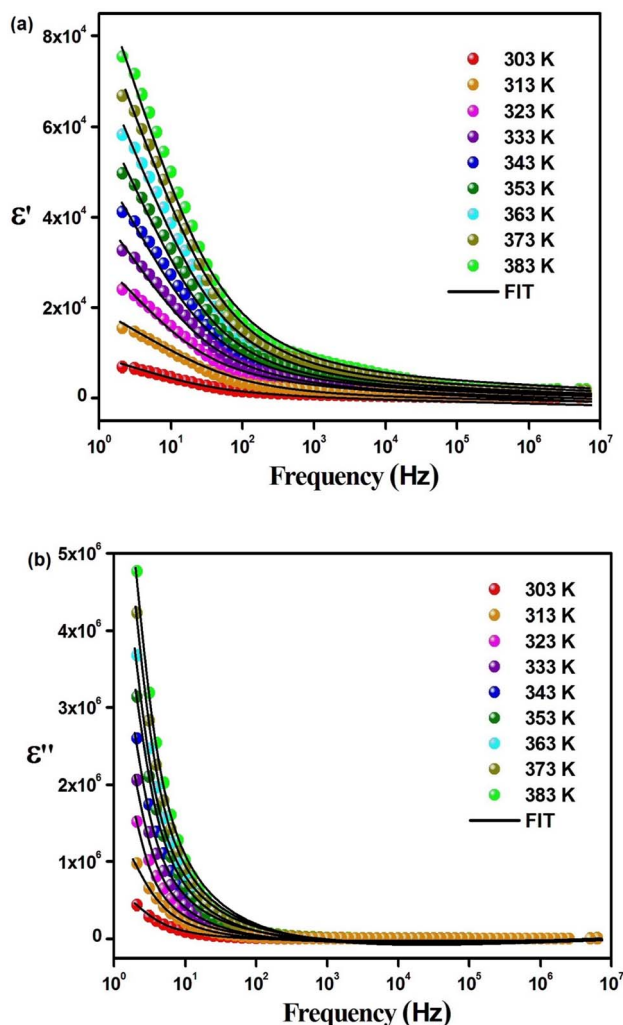 (a)
8x10⁴
6x10⁴
4x10⁴
2x10⁴
0
ε'
303 K
313 K
323 K
333 K
343 K
353 K
363 K
373 K
383 K
FIT
10⁰ 10¹ 10² 10³ 10⁴ 10⁵ 10⁶ 10⁷
Frequency (Hz)
(b)
5x10⁶
4x10⁶
3x10⁶
2x10⁶
1x10⁶
0
ε''
303 K
313 K
323 K
333 K
343 K
353 K
363 K
373 K
383 K
FIT
10⁰ 10¹ 10² 10³ 10⁴ 10⁵ 10⁶ 10⁷
Frequency (Hz)